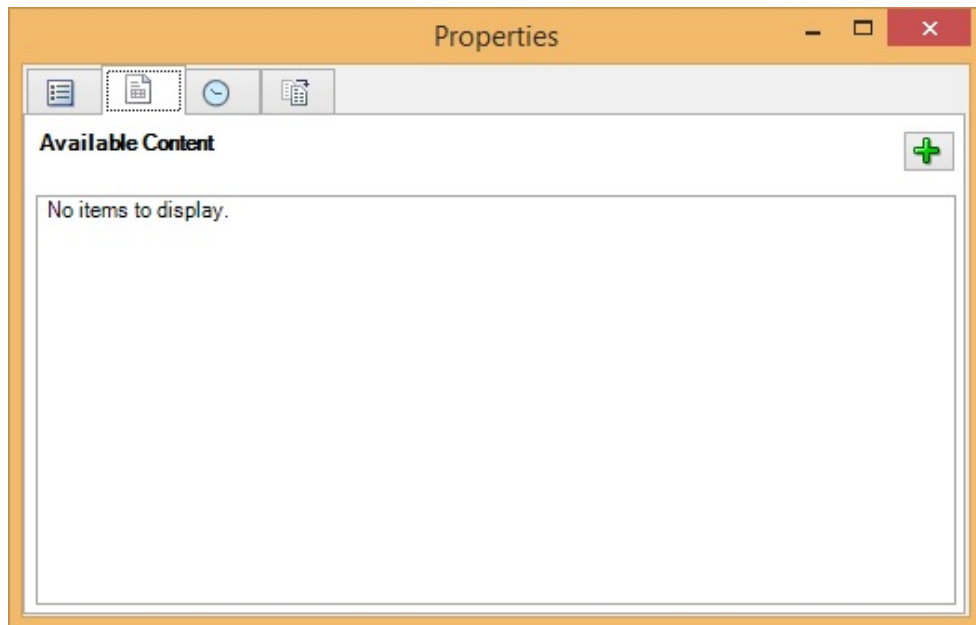 Properties
Available Content
No items to display.